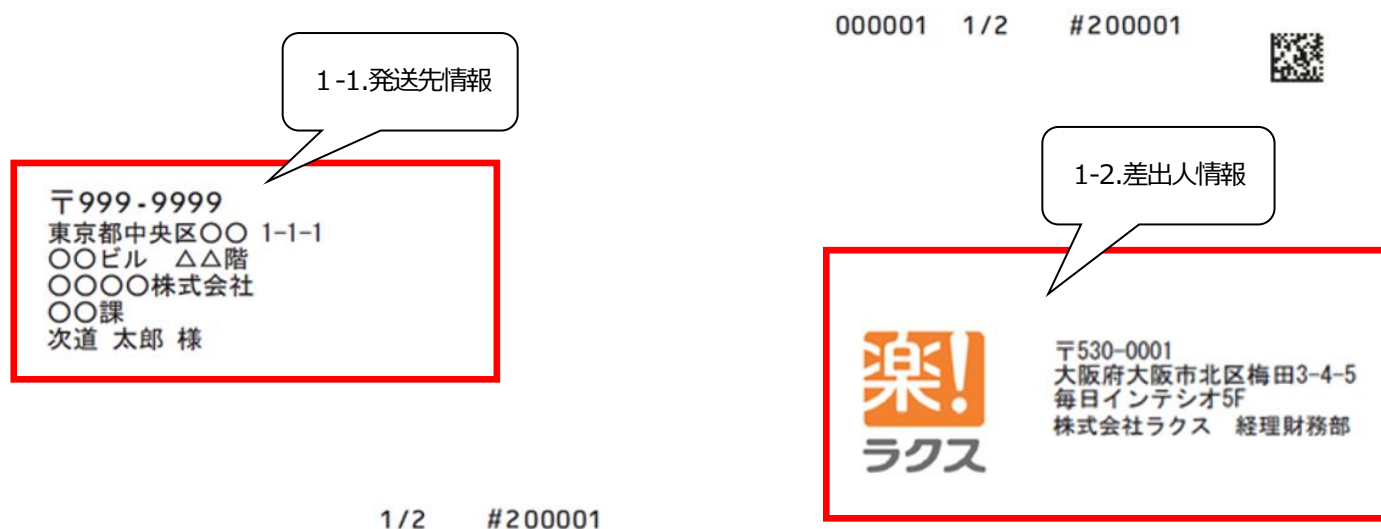 000001 1/2 #200001
1-1.発送先情報
〒999-9999
東京都中央区〇〇 1-1-1
〇〇ビル △△階
〇〇〇〇株式会社
〇〇課
次道 太郎 様
1-2.差出人情報
楽!
ラクス
〒530-0001
大阪府大阪市北区梅田3-4-5
毎日インテシオ5F
株式会社ラクス 経理財務部
1/2 #200001